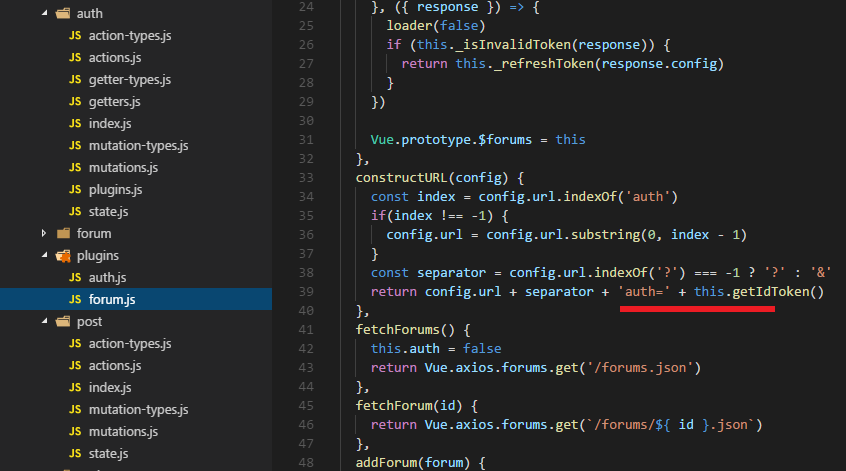 auth
JS action-types.js
JS actions.js
JS getter-types.js
JS getters.js
JS index.js
JS mutation-types.js
JS mutations.js
JS plugins.js
JS state.js
forum
plugins
JS auth.js
JS forum.js
post
JS action-types.js
JS actions.js
JS index.js
JS mutation-types.js
JS mutations.js
JS state.js
24 }, ({ response }) => {
25 loader(false)
26 if (this._isInvalidToken(response)) {
27 return this._refreshToken(response.config)
28 }
29 })
30
31 Vue.prototype.$forums = this
32 },
33 constructURL(config) {
34 const index = config.url.indexOf('auth')
35 if(index !== -1) {
36 config.url = config.url.substring(0, index - 1)
37 }
38 const separator = config.url.indexOf('?') === -1 ? '?' : '&'
39 return config.url + separator + 'auth=' + this.getIdToken()
40 },
41 fetchForums() {
42 this.auth = false
43 return Vue.axios.forums.get('/forums.json')
44 },
45 fetchForum(id) {
46 return Vue.axios.forums.get(`/forums/${ id }.json`)
47 },
48 addForum(forum) {